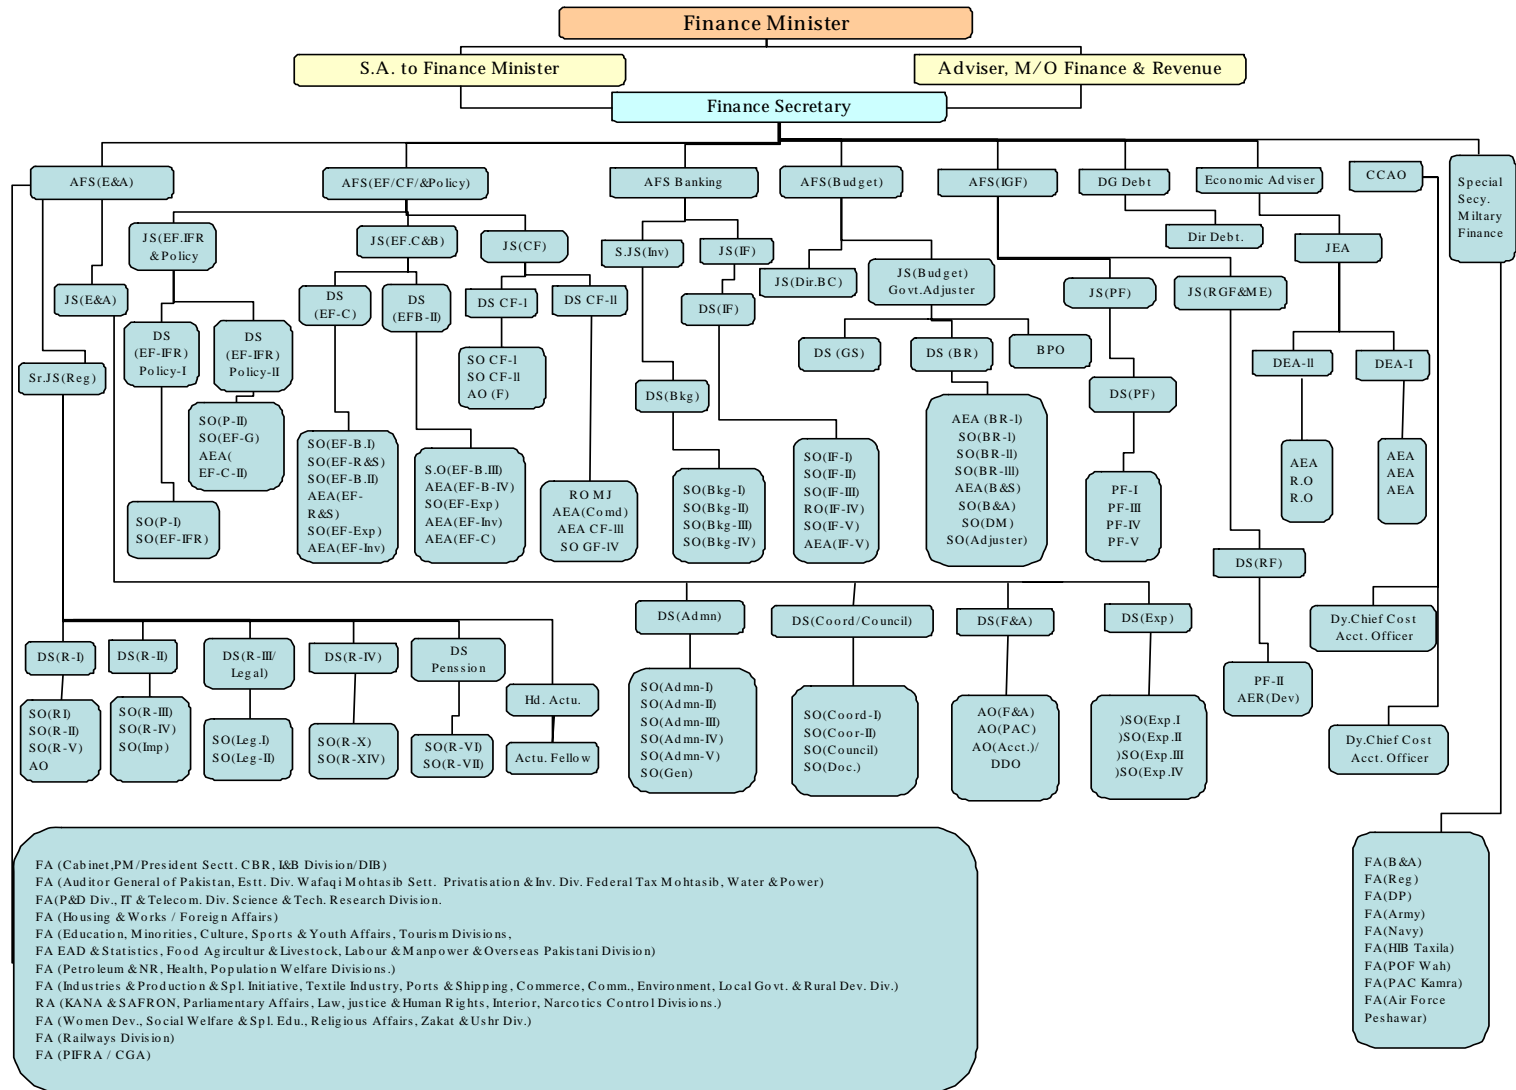 Finance Minister
S.A. to Finance Minister
Adviser, M/O Finance & Revenue
Finance Secretary
AFS(E&A)
AFS(EF/CF/&Policy)
AFS Banking
AFS(Budget)
AFS(IGF)
DG Debt
Economic Adviser
CCAO
Special
Secy.
Miltary
Finance
JS(EF.IFR
& Policy
JS(EF.C&B)
JS(CF)
S.JS(Inv)
JS(IF)
JS(Dir.BC)
JS(Budget)
Govt.Adjuster
JS(PF)
Dir Debt.
JS(RGF&ME)
JEA
JS(E&A)
Sr.JS(Reg)
DS
(EF-IFR)
Policy-I
DS
(EF-IFR)
Policy-II
DS
(EF-C)
DS
(EFB-II)
DS CF-l
DS CF-ll
DS(IF)
DS(Bkg)
DS (GS)
DS (BR)
BPO
DS(PF)
DEA-ll
DEA-I
SO(P-II)
SO(EF-G)
AEA(
EF-C-II)
SO(P-I)
SO(EF-IFR)
SO(EF-B.I)
SO(EF-R&S)
SO(EF-B.II)
AEA(EF-
R&S)
SO(EF-Exp)
AEA(EF-Inv)
S.O(EF-B.III)
AEA(EF-B-IV)
SO(EF-Exp)
AEA(EF-Inv)
AEA(EF-C)
SO CF-l
SO CF-ll
AO (F)
RO MJ
AEA(Comd)
AEA CF-lll
SO GF-lV
SO(Bkg-I)
SO(Bkg-II)
SO(Bkg-III)
SO(Bkg-IV)
SO(IF-I)
SO(IF-II)
SO(IF-III)
RO(IF-IV)
SO(IF-V)
AEA(IF-V)
AEA (BR-l)
SO(BR-l)
SO(BR-ll)
SO(BR-lll)
AEA(B&S)
SO(B&A)
SO(DM)
SO(Adjuster)
PF-I
PF-III
PF-IV
PF-V
AEA
R.O
R.O
AEA
AEA
AEA
DS(RF)
PF-II
AER(Dev)
Dy.Chief Cost
Acct. Officer
Dy.Chief Cost
Acct. Officer
DS(Admn)
DS(Coord/Council)
DS(F&A)
DS(Exp)
DS(R-I)
DS(R-II)
DS(R-III/
Legal)
DS(R-IV)
DS
Penssion
Hd. Actu.
Actu. Fellow
SO(RI)
SO(R-II)
SO(R-V)
AO
SO(R-III)
SO(R-IV)
SO(Imp)
SO(Leg.I)
SO(Leg-II)
SO(R-X)
SO(R-XIV)
SO(R-VI)
SO(R-VII)
SO(Admn-I)
SO(Admn-II)
SO(Admn-III)
SO(Admn-IV)
SO(Admn-V)
SO(Gen)
SO(Coord-I)
SO(Coor-II)
SO(Council)
SO(Doc.)
AO(F&A)
AO(PAC)
AO(Acct.)/
DDO
)SO(Exp.I
)SO(Exp.II
)SO(Exp.III
)SO(Exp.IV
FA (Cabinet,PM/President Sectt. CBR, I&B Division/DIB)
FA (Auditor General of Pakistan, Estt. Div. Wafaqi Mohtasib Sett. Privatisation & Inv. Div. Federal Tax Mohtasib, Water & Power)
FA(P&D Div., IT & Telecom. Div. Science & Tech. Research Division.
FA (Housing & Works / Foreign Affairs)
FA (Education, Minorities, Culture, Sports & Youth Affairs, Tourism Divisions,
FA EAD & Statistics, Food Agircultur & Livestock, Labour & Manpower & Overseas Pakistani Division)
FA (Petroleum & NR, Health, Population Welfare Divisions.)
FA (Industries & Production & Spl. Initiative, Textile Industry, Ports & Shipping, Commerce, Comm., Environment, Local Govt. & Rural Dev. Div.)
RA (KANA & SAFRON, Parliamentary Affairs, Law, justice & Human Rights, Interior, Narcotics Control Divisions.)
FA (Women Dev., Social Welfare & Spl. Edu., Religious Affairs, Zakat & Ushr Div.)
FA (Railways Division)
FA (PIFRA / CGA)
FA(B&A)
FA(Reg)
FA(DP)
FA(Army)
FA(Navy)
FA(HIB Taxila)
FA(POF Wah)
FA(PAC Kamra)
FA(Air Force
Peshawar)